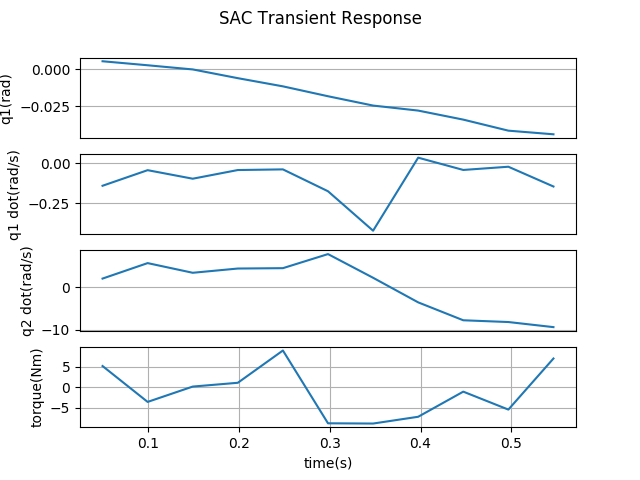 SAC Transient Response
0.000
−0.025
q1(rad)
0.00
−0.25
q1 dot(rad/s)
0
−10
q2 dot(rad/s)
5
0
−5
torque(Nm)
0.1 0.2 0.3 0.4 0.5
time(s)